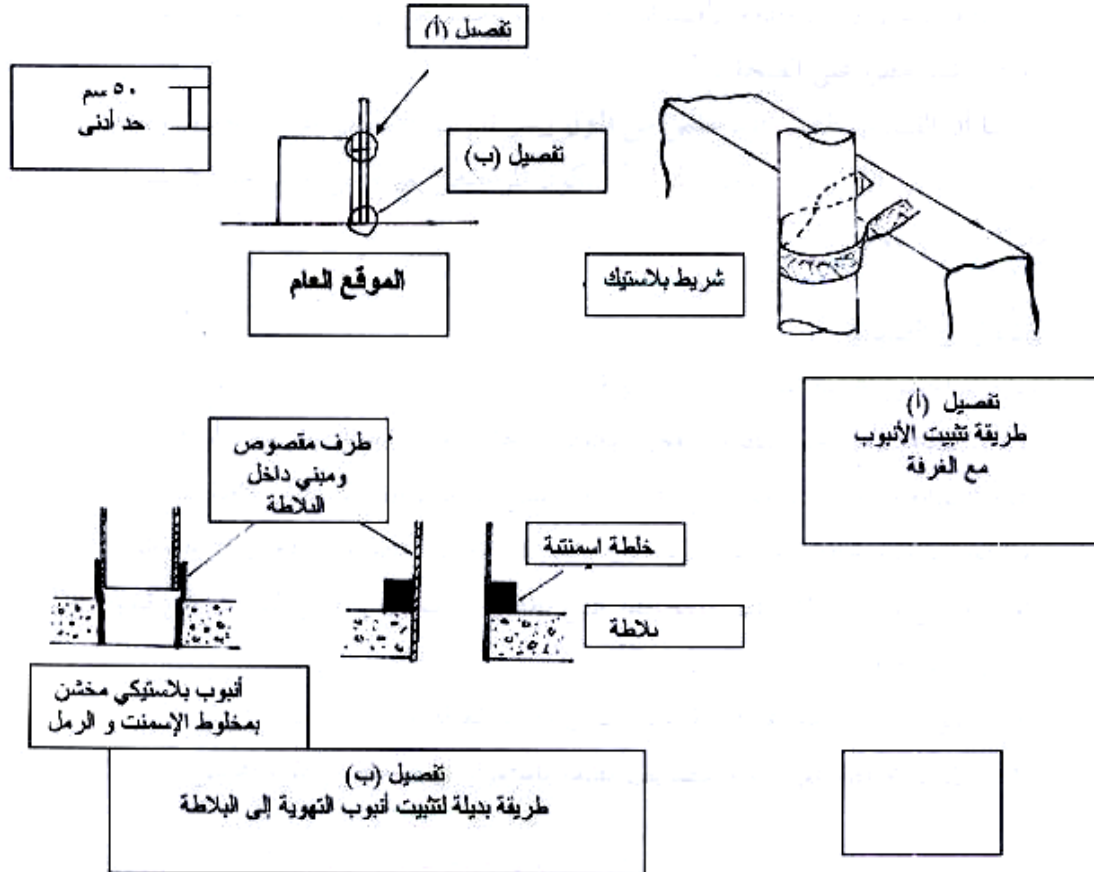 تفصيل (أ)
٥٠ سم
حد أدنى
تفصيل (ب)
الموقع العام
شريط بلاستيك
تفصيل (أ)
طريقة تثبيت الأنبوب
مع الغرفة
طرف مقصوص
ومبني داخل
البلاطة
خلطة اسمنتية
بلاطة
أنبوب بلاستيكي مخشن
بمخلوط الإسمنت و الرمل
تفصيل (ب)
طريقة بديلة لتثبيت أنبوب التهوية إلى البلاطة